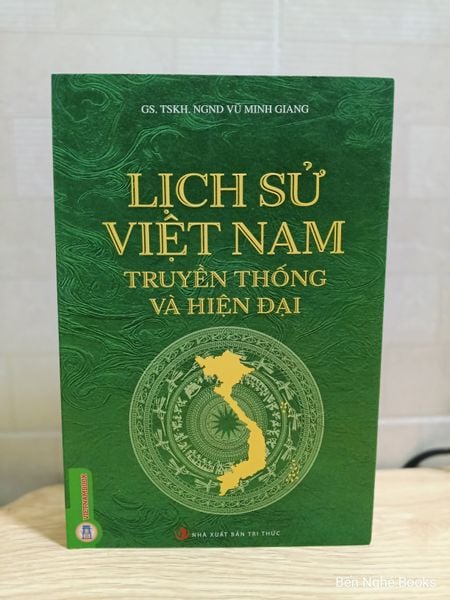 GS. TSKH. NGND VŨ MINH GIANG
LỊCH SỬ
VIỆT NAM
TRUYỀN THỐNG
VÀ HIỆN ĐẠI
VIETNAMBOOK
NHÀ XUẤT BẢN TRI THỨC
Bến Nghé Books